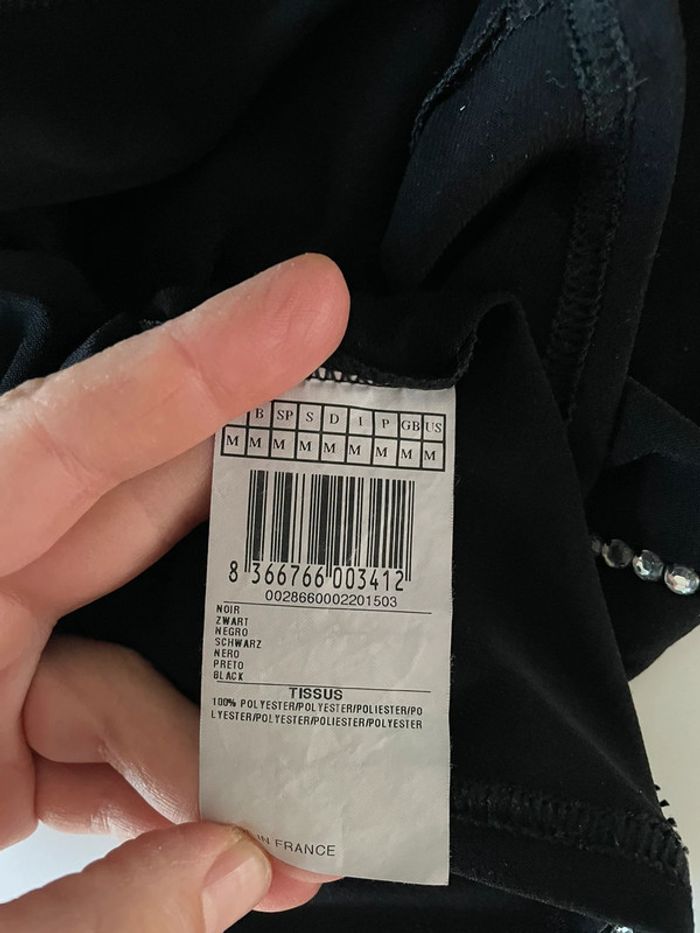 B SP S D I P GB US
M M M M M M M M M
8 366766 003412
0028660002201503
NOIR
ZWART
NEGRO
SCHWARZ
NERO
PRETO
BLACK
TISSUS
100% POLYESTER/POLYESTER/POLIESTER/PO
LYESTER/POLYESTER/POLIESTER/POLYESTER
IN FRANCE